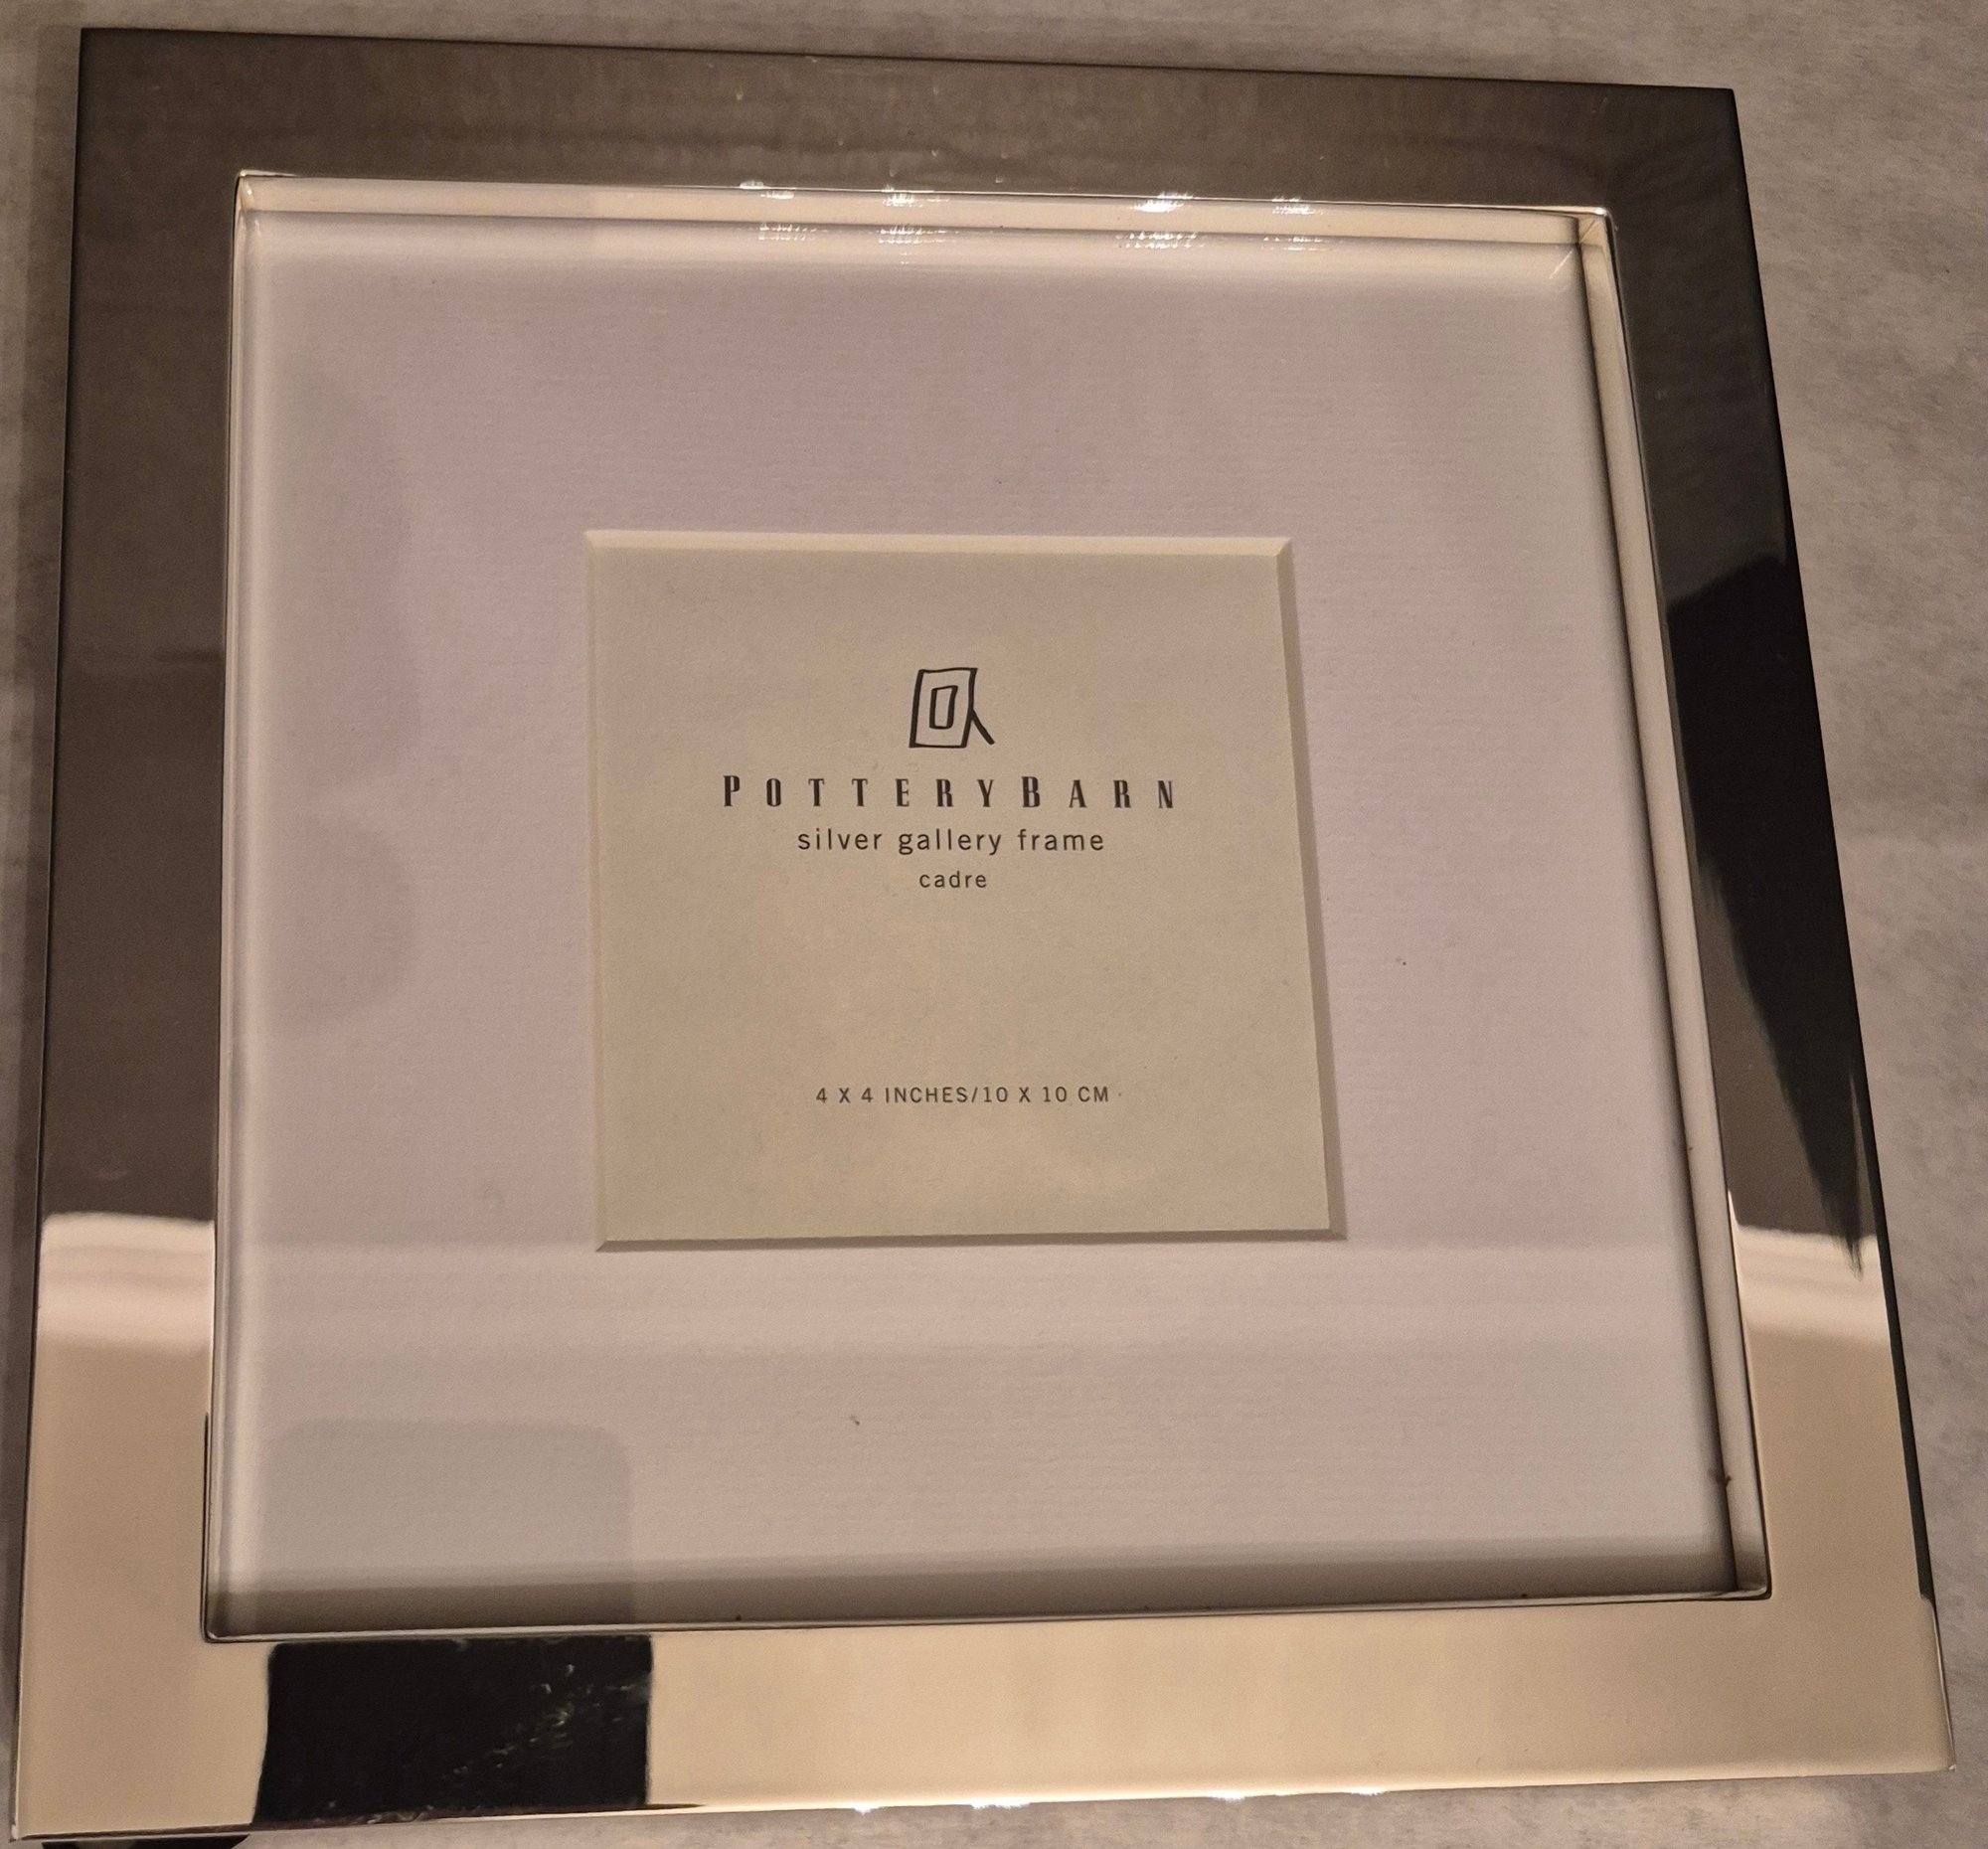 POTTERYBARN
silver gallery frame
cadre
4 X 4 INCHES/10 X 10 CM